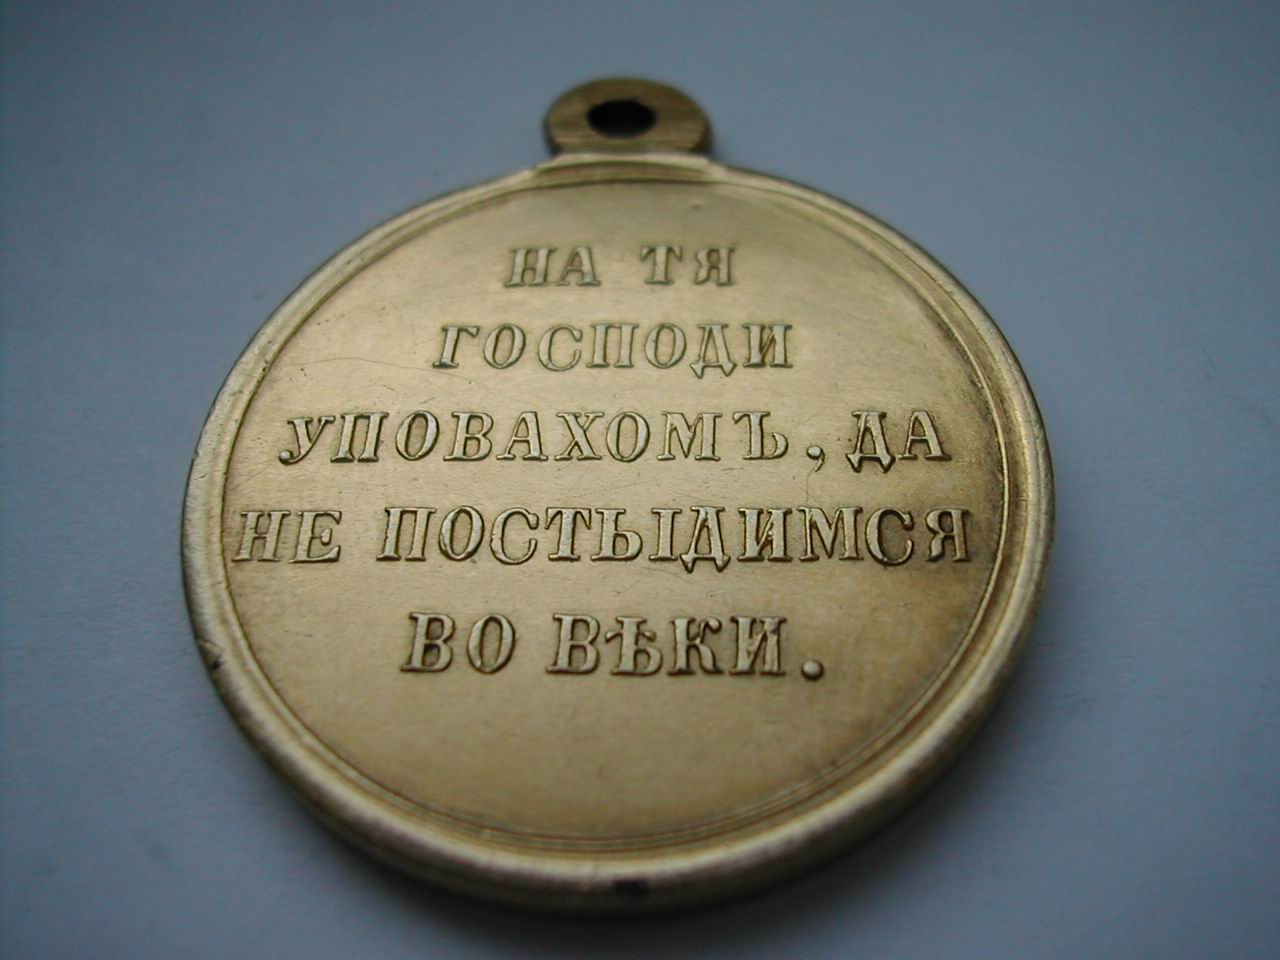 НА ТЯ
ГОСПОДИ
УПОВАХОМЪ, ДА
НЕ ПОСТЫДИМСЯ
ВО ВѢКИ.